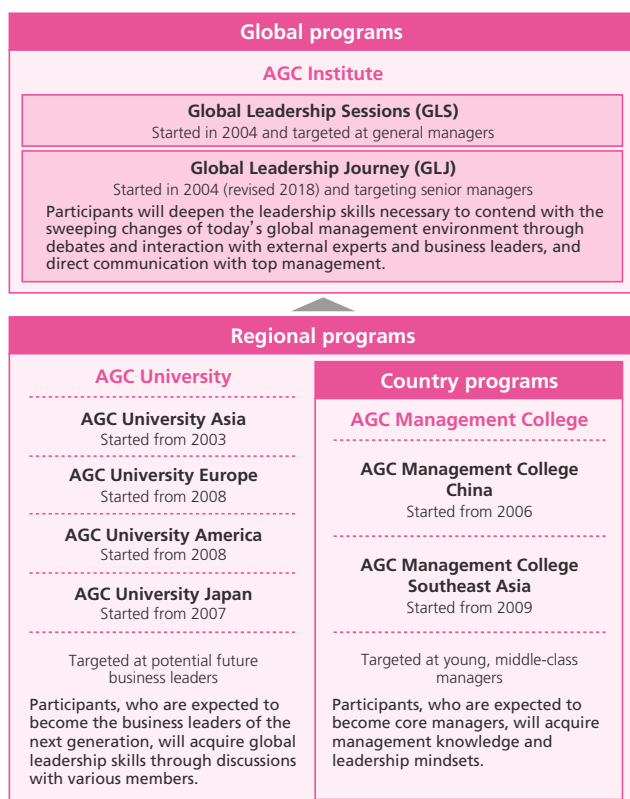 Global programs
AGC Institute
Global Leadership Sessions (GLS)
Started in 2004 and targeted at general managers
Global Leadership Journey (GLJ)
Started in 2004 (revised 2018) and targeting senior managers
Participants will deepen the leadership skills necessary to contend with the
sweeping changes of today’s global management environment through
debates and interaction with external experts and business leaders, and
direct communication with top management.
Regional programs
AGC University
AGC University Asia
Started from 2003
AGC University Europe
Started from 2008
AGC University America
Started from 2008
AGC University Japan
Started from 2007
Targeted at potential future
business leaders
Participants, who are expected to
become the business leaders of the
next generation, will acquire global
leadership skills through discussions
with various members.
Country programs
AGC Management College
AGC Management College
China
Started from 2006
AGC Management College
Southeast Asia
Started from 2009
Targeted at young, middle-class
managers
Participants, who are expected to
become core managers, will acquire
management knowledge and
leadership mindsets.